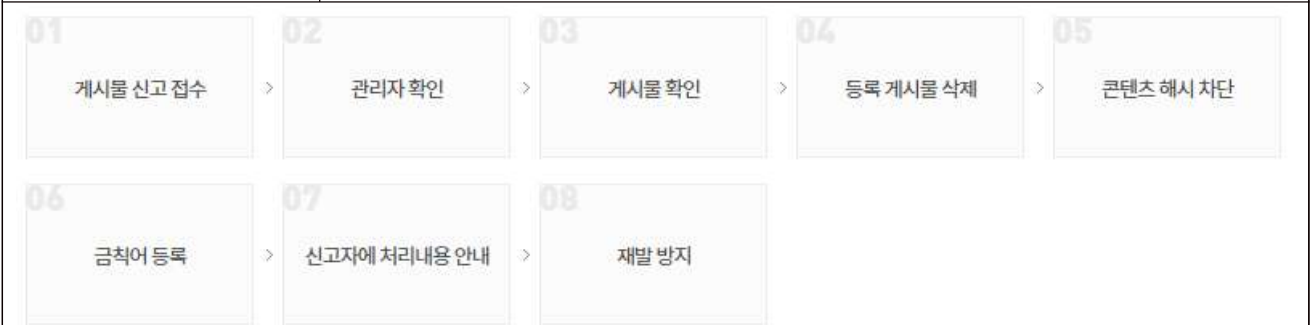 01 02 03 04 05
게시물 신고 접수 > 관리자 확인 > 게시물 확인 > 등록 게시물 삭제 > 콘텐츠 해시 차단
06 07 08
금칙어 등록 > 신고자에 처리내용 안내 > 재발 방지